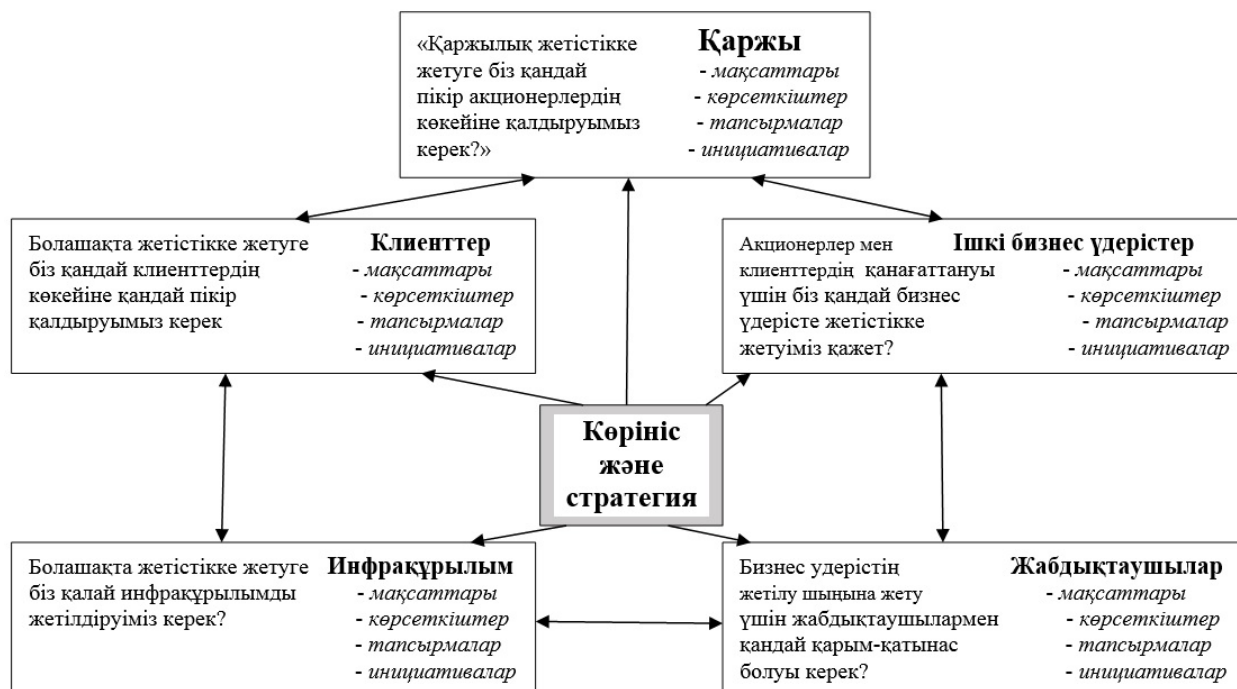 «Қаржылық жетістікке
жетуге біз қандай
пікір акционерлердің
көкейіне қалдыруымыз
керек?»
Қаржы
- мақсаттары
- көрсеткіштер
- тапсырмалар
- инициативалар
Болашақта жетістікке жетуге
біз қандай клиенттердің
көкейіне қандай пікір
қалдыруымыз керек
Клиенттер
- мақсаттары
- көрсеткіштер
- тапсырмалар
- инициативалар
Акционерлер мен
клиенттердің қанағаттануы
үшін біз қандай бизнес
үдерісте жетістікке
жетуіміз қажет?
Ішкі бизнес үдерістер
- мақсаттары
- көрсеткіштер
- тапсырмалар
- инициативалар
Көрініс
және
стратегия
Болашақта жетістікке жетуге
біз қалай инфрақұрылымды
жетілдіруіміз керек?
Инфрақұрылым
- мақсаттары
- көрсеткіштер
- тапсырмалар
- инициативалар
Бизнес удерістің
жетілу шыңына жету
үшін жабдықтаушылармен
қандай қарым-қатынас
болуы керек?
Жабдықтаушылар
- мақсаттары
- көрсеткіштер
- тапсырмалар
- инициативалар